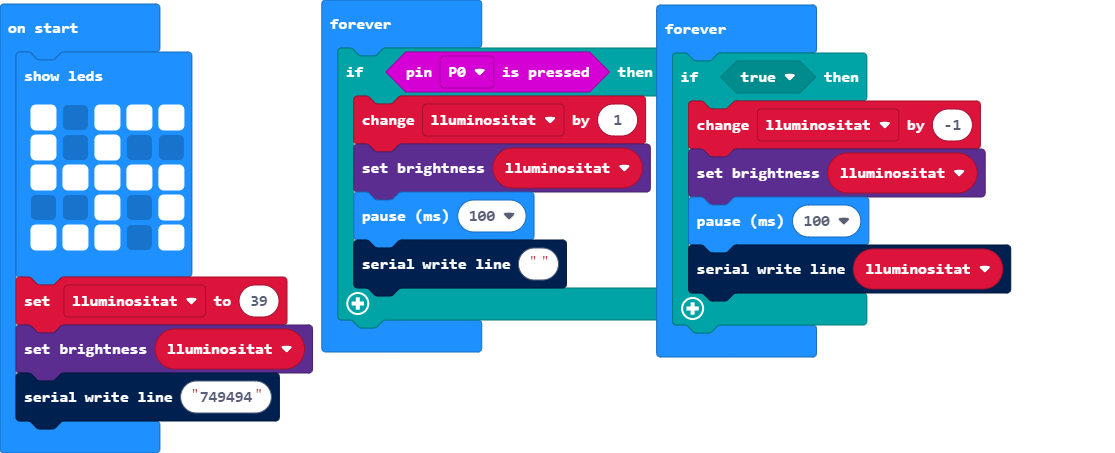 on start
show leds
set lluminositat to 39
set brightness lluminositat
serial write line "749494"
forever
if pin P0 is pressed then
change lluminositat by 1
set brightness lluminositat
pause (ms) 100
serial write line " "
forever
if true then
change lluminositat by -1
set brightness lluminositat
pause (ms) 100
serial write line lluminositat